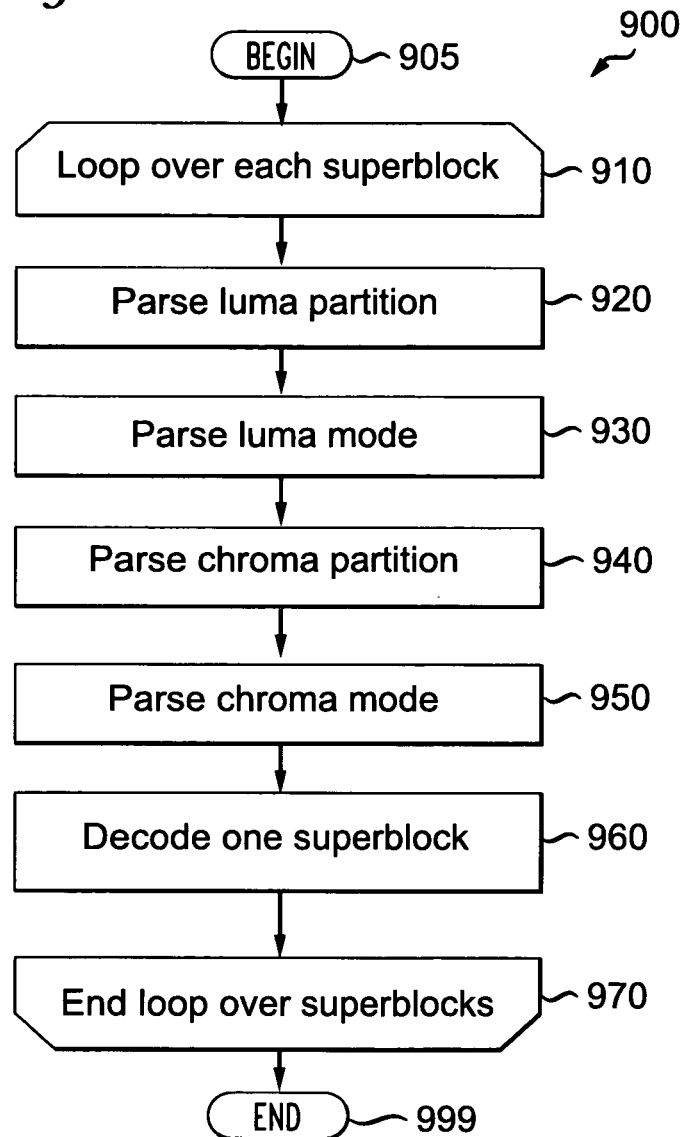 900
BEGIN 905
Loop over each superblock 910
Parse luma partition 920
Parse luma mode 930
Parse chroma partition 940
Parse chroma mode 950
Decode one superblock 960
End loop over superblocks 970
END 999